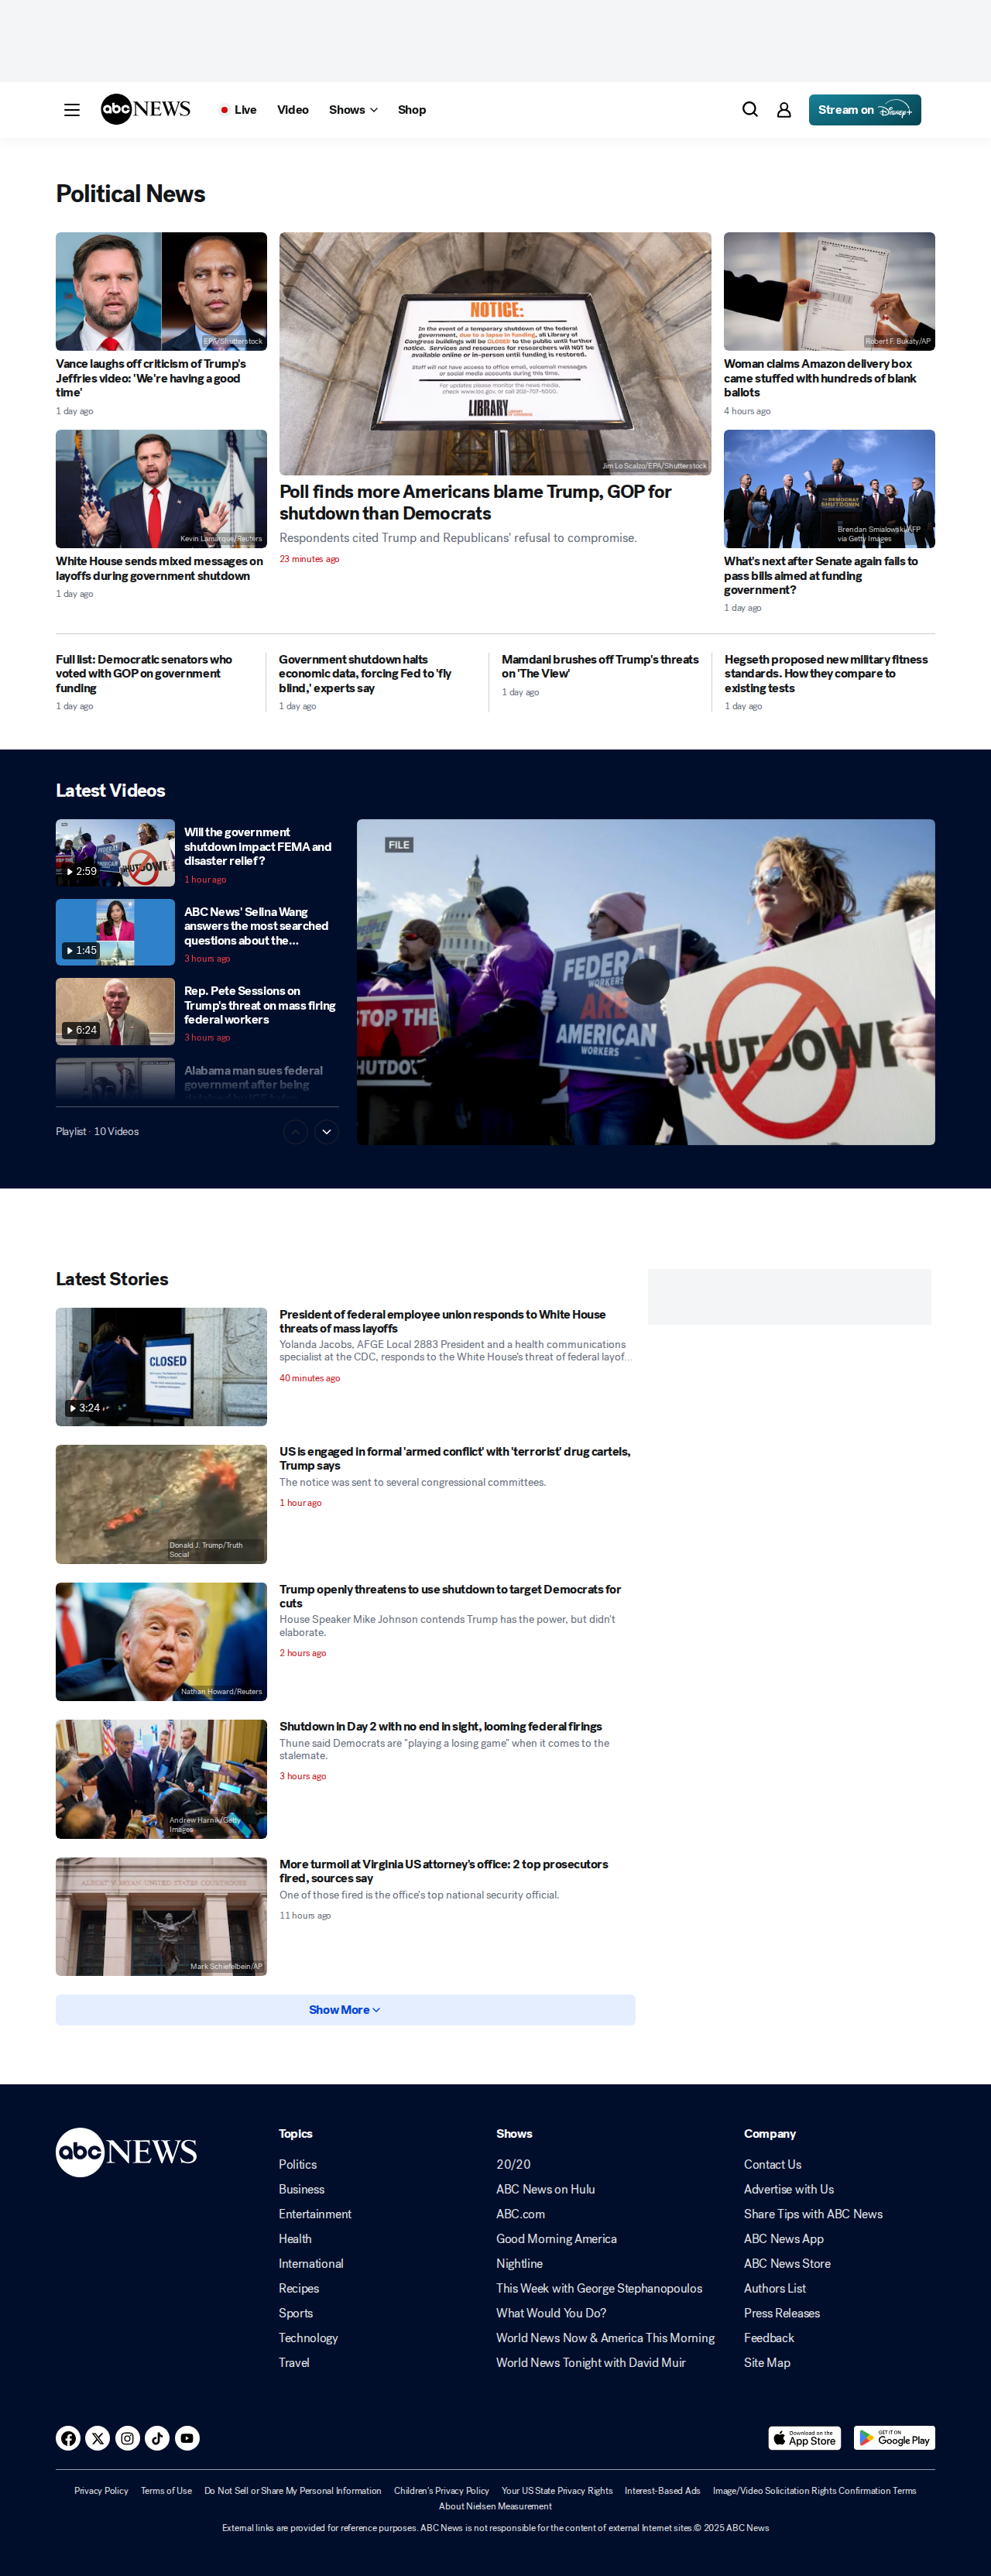 abc NEWS
Live
Video
Shows
Shop
Stream on Disney+
Political News
EPA/Shutterstock
Vance laughs off criticism of Trump's
Jeffries video: 'We're having a good
time'
1 day ago
Kevin Lamarque/Reuters
White House sends mixed messages on
layoffs during government shutdown
1 day ago
NOTICE:
In the event of a temporary shutdown of the federal
government, due to a lapse in funding, all Library of
Congress buildings will be CLOSED to the public until further
notice. Services and resources for researchers will NOT be
available online or in-person until funding is restored.
Staff will not have access to office email, voicemail messages
or social media accounts during this time.
For updates please monitor the news media,
check www.loc.gov, or call 202-707-5000.
LIBRARY
LIBRARY OF CONGRESS
Jim Lo Scalzo/EPA/Shutterstock
Poll finds more Americans blame Trump, GOP for
shutdown than Democrats
Respondents cited Trump and Republicans' refusal to compromise.
23 minutes ago
Robert F. Bukaty/AP
Woman claims Amazon delivery box
came stuffed with hundreds of blank
ballots
4 hours ago
DEMOCRAT
SHUTDOWN
Brendan Smialowski/AFP
via Getty Images
What's next after Senate again fails to
pass bills aimed at funding
government?
1 day ago
Full list: Democratic senators who
voted with GOP on government
funding
1 day ago
Government shutdown halts
economic data, forcing Fed to 'fly
blind,' experts say
1 day ago
Mamdani brushes off Trump's threats
on 'The View'
1 day ago
Hegseth proposed new military fitness
standards. How they compare to
existing tests
1 day ago
Latest Videos
2:59
Will the government
shutdown impact FEMA and
disaster relief?
1 hour ago
1:45
ABC News' Selina Wang
answers the most searched
questions about the...
3 hours ago
6:24
Rep. Pete Sessions on
Trump's threat on mass firing
federal workers
3 hours ago
Alabama man sues federal
government after being
Playlist · 10 Videos
FILE
STOP THE
SHUTDOWN
FEDERAL
WORKERS
ARE
AMERICAN
WORKERS
SHUTDOWN!
Latest Stories
CLOSED
3:24
President of federal employee union responds to White House
threats of mass layoffs
Yolanda Jacobs, AFGE Local 2883 President and a health communications
specialist at the CDC, responds to the White House's threat of federal layof...
40 minutes ago
Donald J. Trump/Truth
Social
US is engaged in formal 'armed conflict' with 'terrorist' drug cartels,
Trump says
The notice was sent to several congressional committees.
1 hour ago
Nathan Howard/Reuters
Trump openly threatens to use shutdown to target Democrats for
cuts
House Speaker Mike Johnson contends Trump has the power, but didn't
elaborate.
2 hours ago
Andrew Harnik/Getty
Images
Shutdown in Day 2 with no end in sight, looming federal firings
Thune said Democrats are "playing a losing game" when it comes to the
stalemate.
3 hours ago
ALBERT V. BRYAN UNITED STATES COURTHOUSE
Mark Schiefelbein/AP
More turmoil at Virginia US attorney's office: 2 top prosecutors
fired, sources say
One of those fired is the office's top national security official.
11 hours ago
Show More
abc NEWS
Topics
Politics
Business
Entertainment
Health
International
Recipes
Sports
Technology
Travel
Shows
20/20
ABC News on Hulu
ABC.com
Good Morning America
Nightline
This Week with George Stephanopoulos
What Would You Do?
World News Now & America This Morning
World News Tonight with David Muir
Company
Contact Us
Advertise with Us
Share Tips with ABC News
ABC News App
ABC News Store
Authors List
Press Releases
Feedback
Site Map
Download on the
App Store
GET IT ON
Google Play
Privacy Policy
Terms of Use
Do Not Sell or Share My Personal Information
Children's Privacy Policy
Your US State Privacy Rights
Interest-Based Ads
Image/Video Solicitation Rights Confirmation Terms
About Nielsen Measurement
External links are provided for reference purposes. ABC News is not responsible for the content of external Internet sites.© 2025 ABC News